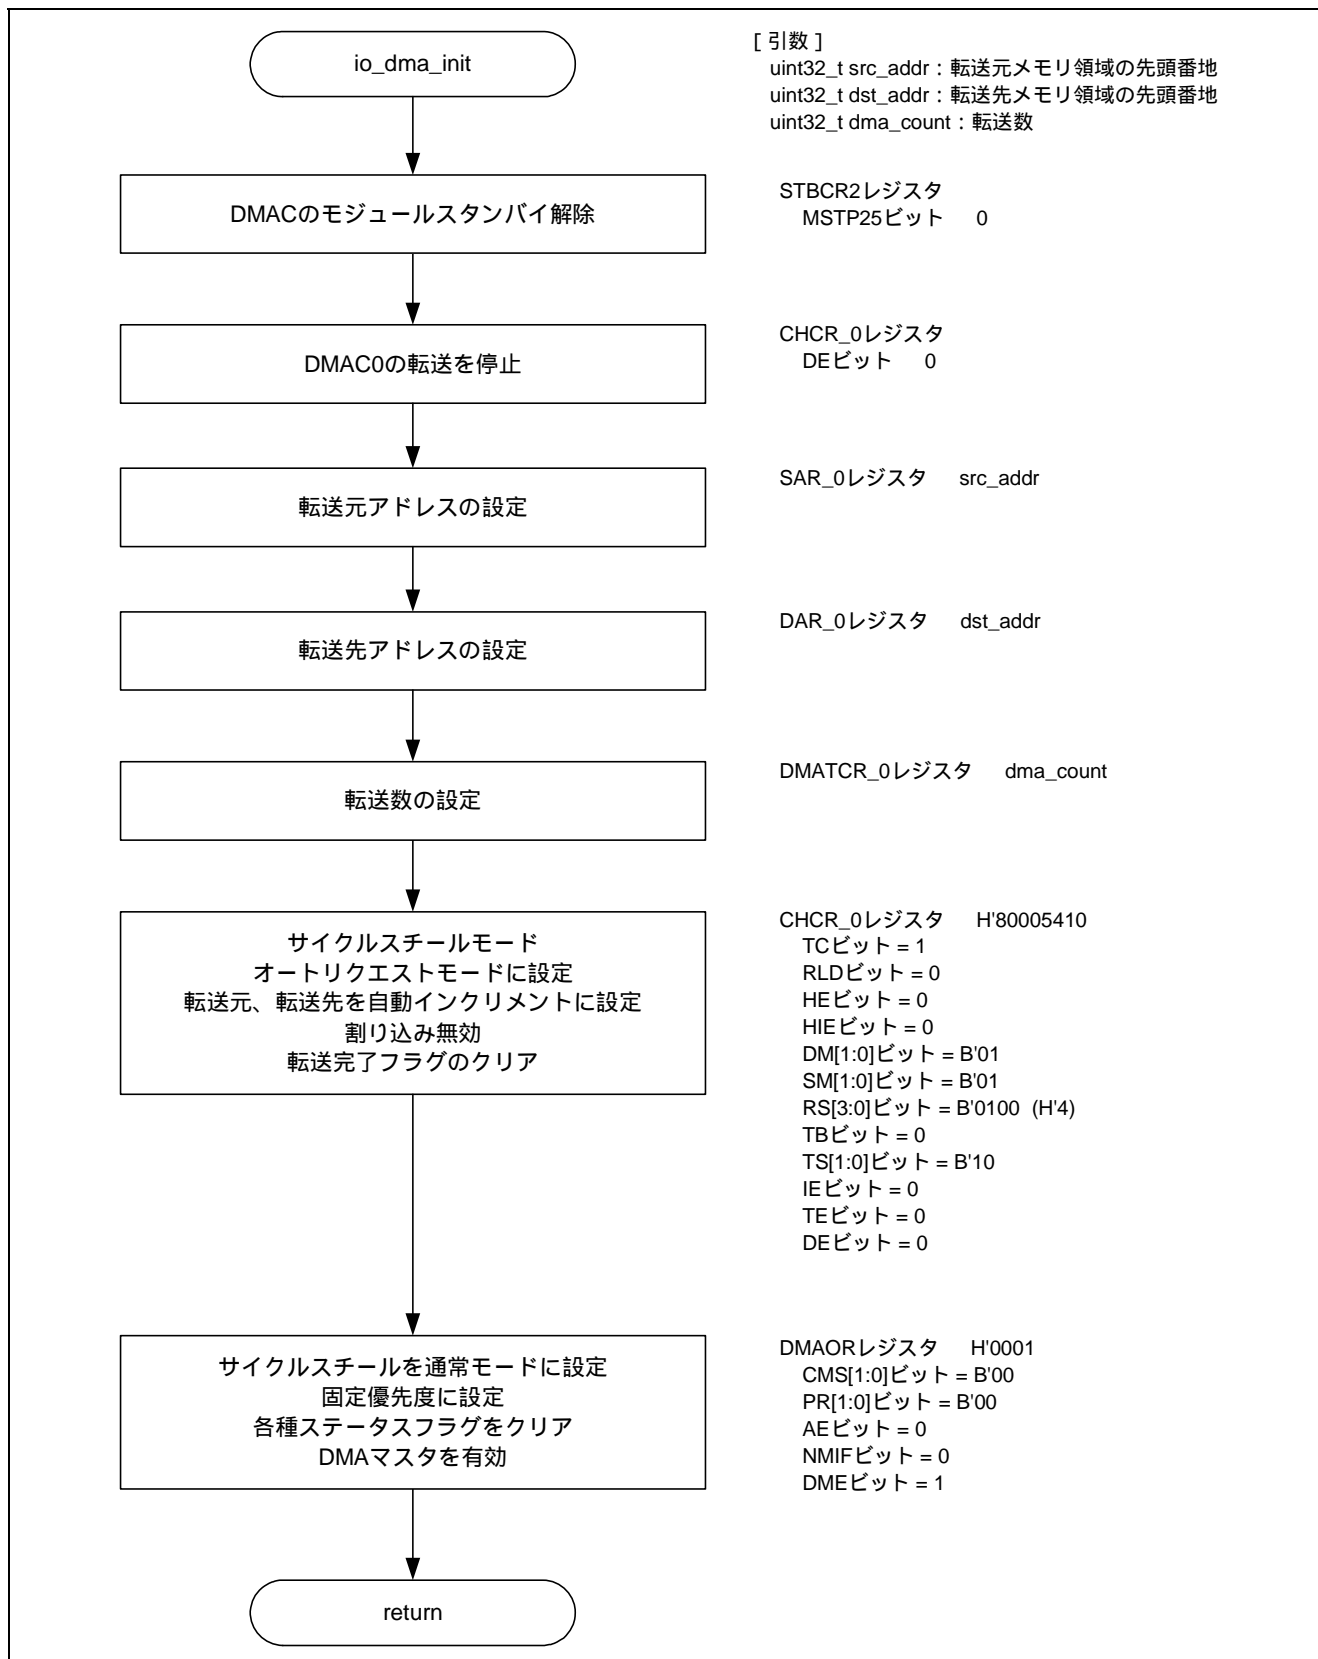 io_dma_init
[ 引数 ]
uint32_t src_addr : 転送元メモリ領域の先頭番地
uint32_t dst_addr : 転送先メモリ領域の先頭番地
uint32_t dma_count : 転送数
DMACのモジュールスタンバイ解除
STBCR2レジスタ
MSTP25ビット 0
DMAC0の転送を停止
CHCR_0レジスタ
DEビット 0
転送元アドレスの設定
SAR_0レジスタ src_addr
転送先アドレスの設定
DAR_0レジスタ dst_addr
転送数の設定
DMATCR_0レジスタ dma_count
サイクルスチールモード
オートリクエストモードに設定
転送元、転送先を自動インクリメントに設定
割り込み無効
転送完了フラグのクリア
CHCR_0レジスタ H'80005410
TCビット = 1
RLDビット = 0
HEビット = 0
HIEビット = 0
DM[1:0]ビット = B'01
SM[1:0]ビット = B'01
RS[3:0]ビット = B'0100 (H'4)
TBビット = 0
TS[1:0]ビット = B'10
IEビット = 0
TEビット = 0
DEビット = 0
サイクルスチールを通常モードに設定
固定優先度に設定
各種ステータスフラグをクリア
DMAマスタを有効
DMAORレジスタ H'0001
CMS[1:0]ビット = B'00
PR[1:0]ビット = B'00
AEビット = 0
NMIFビット = 0
DMEビット = 1
return